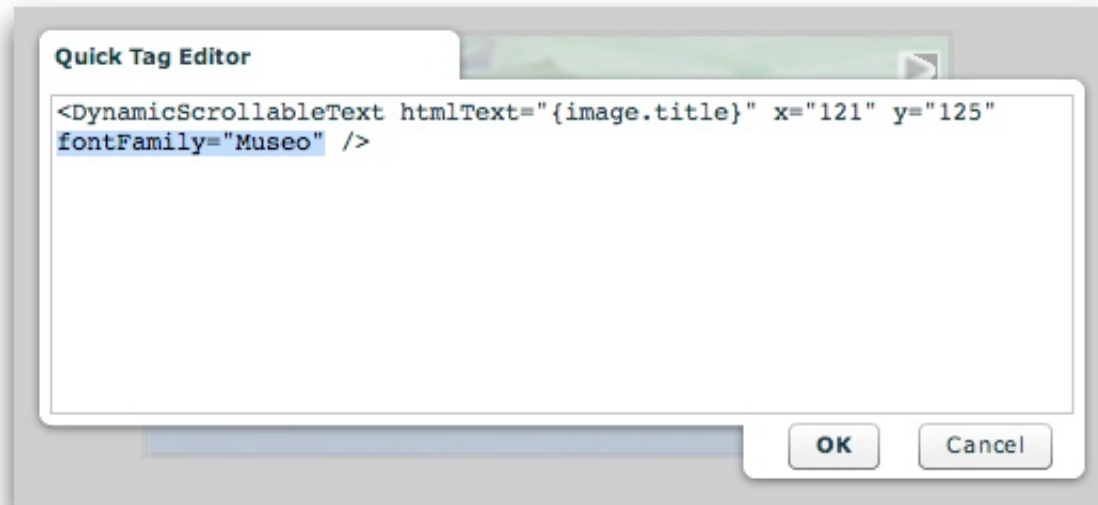 Quick Tag Editor
<DynamicScrollableText htmlText="{image.title}" x="121" y="125"
fontFamily="Museo" />
OK
Cancel